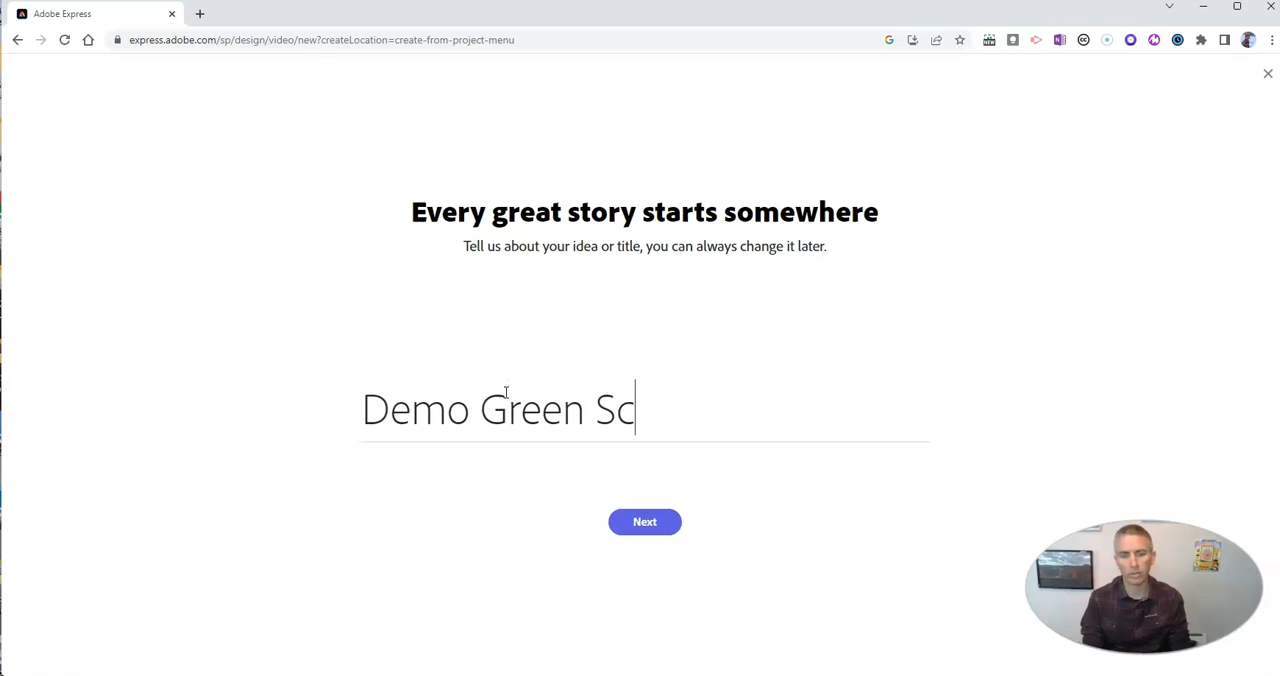 Adobe Express
express.adobe.com/sp/design/video/new?createLocation=create-from-project-menu
Every great story starts somewhere
Tell us about your idea or title, you can always change it later.
Demo Green Sc
Next